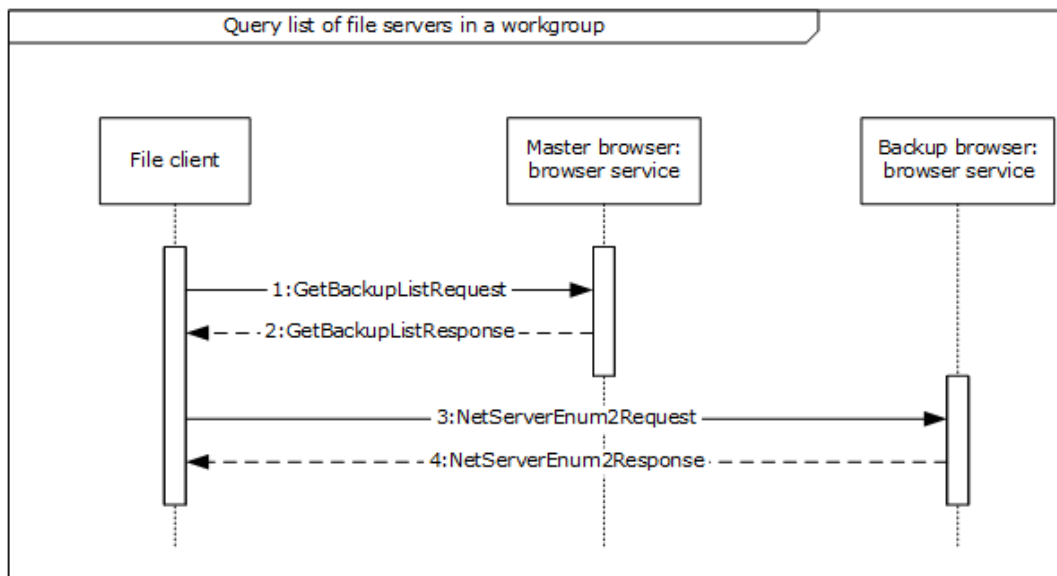 Query list of file servers in a workgroup
File client
Master browser:
browser service
Backup browser:
browser service
1:GetBackupListRequest
2:GetBackupListResponse
3:NetServerEnum2Request
4:NetServerEnum2Response